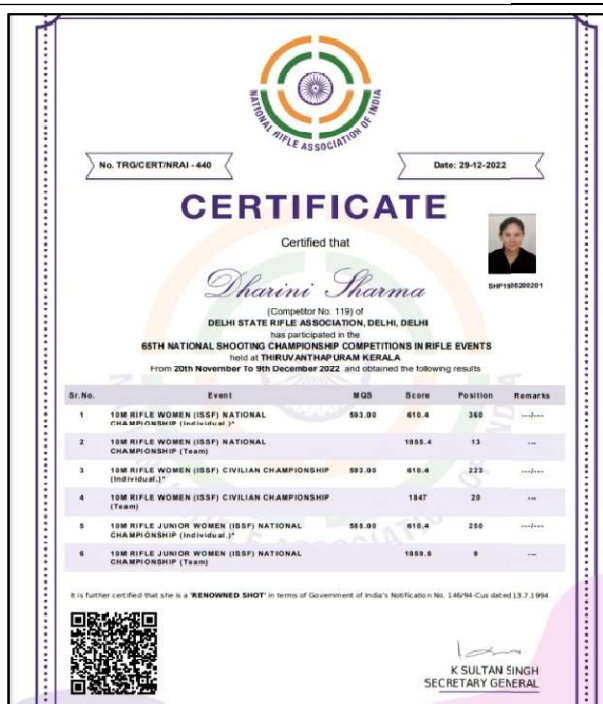 NATIONAL RIFLE ASSOCIATION OF INDIA
No. TRG/CERT/NRAI - 440
Date: 29-12-2022
CERTIFICATE
Certified that
Dharini Sharma
SHF1908200201
(Competitor No. 119) of
DELHI STATE RIFLE ASSOCIATION, DELHI, DELHI
has participated in the
65TH NATIONAL SHOOTING CHAMPIONSHIP COMPETITIONS IN RIFLE EVENTS
held at THIRUVANTHAPURAM KERALA
From 20th November To 9th December 2022 and obtained the following results
Sr.No. Event MQS Score Position Remarks
1 10M RIFLE WOMEN (ISSF) NATIONAL CHAMPIONSHIP (Individual.)* 593.00 610.4 360 ---/---
2 10M RIFLE WOMEN (ISSF) NATIONAL CHAMPIONSHIP (Team) 1855.4 13 ---
3 10M RIFLE WOMEN (ISSF) CIVILIAN CHAMPIONSHIP (Individual.)* 593.00 610.4 223 ---/---
4 10M RIFLE WOMEN (ISSF) CIVILIAN CHAMPIONSHIP (Team) 1847 20 ---
5 10M RIFLE JUNIOR WOMEN (ISSF) NATIONAL CHAMPIONSHIP (Individual.)* 610.4 250 ---/---
6 10M RIFLE JUNIOR WOMEN (ISSF) NATIONAL CHAMPIONSHIP (Team) 9 ---
It is further certified that she is a 'RENOWNED SHOT' in terms of Government of India's Notification No. 146/94-Cus dated 13.7.1994
K SULTAN SINGH
SECRETARY GENERAL